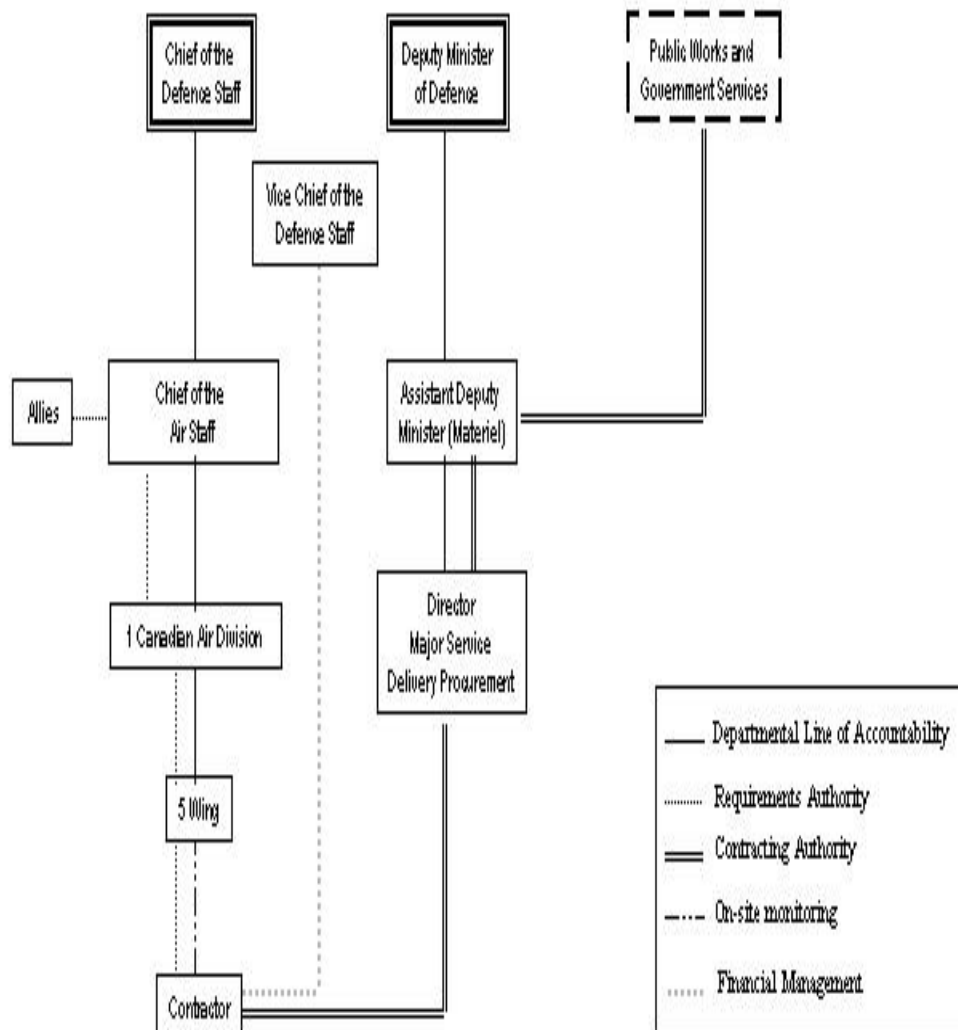 Chief of the
Defence Staff
Deputy Minister
of Defence
Public Works and
Government Services
Vice Chief of the
Defence Staff
Allies
Chief of the
Air Staff
Assistant Deputy
Minister (Materiel)
1 Canadian Air Division
Director
Major Service
Delivery Procurement
5 Wing
Contractor
Departmental Line of Accountability
Requirements Authority
Contracting Authority
On-site monitoring
Financial Management